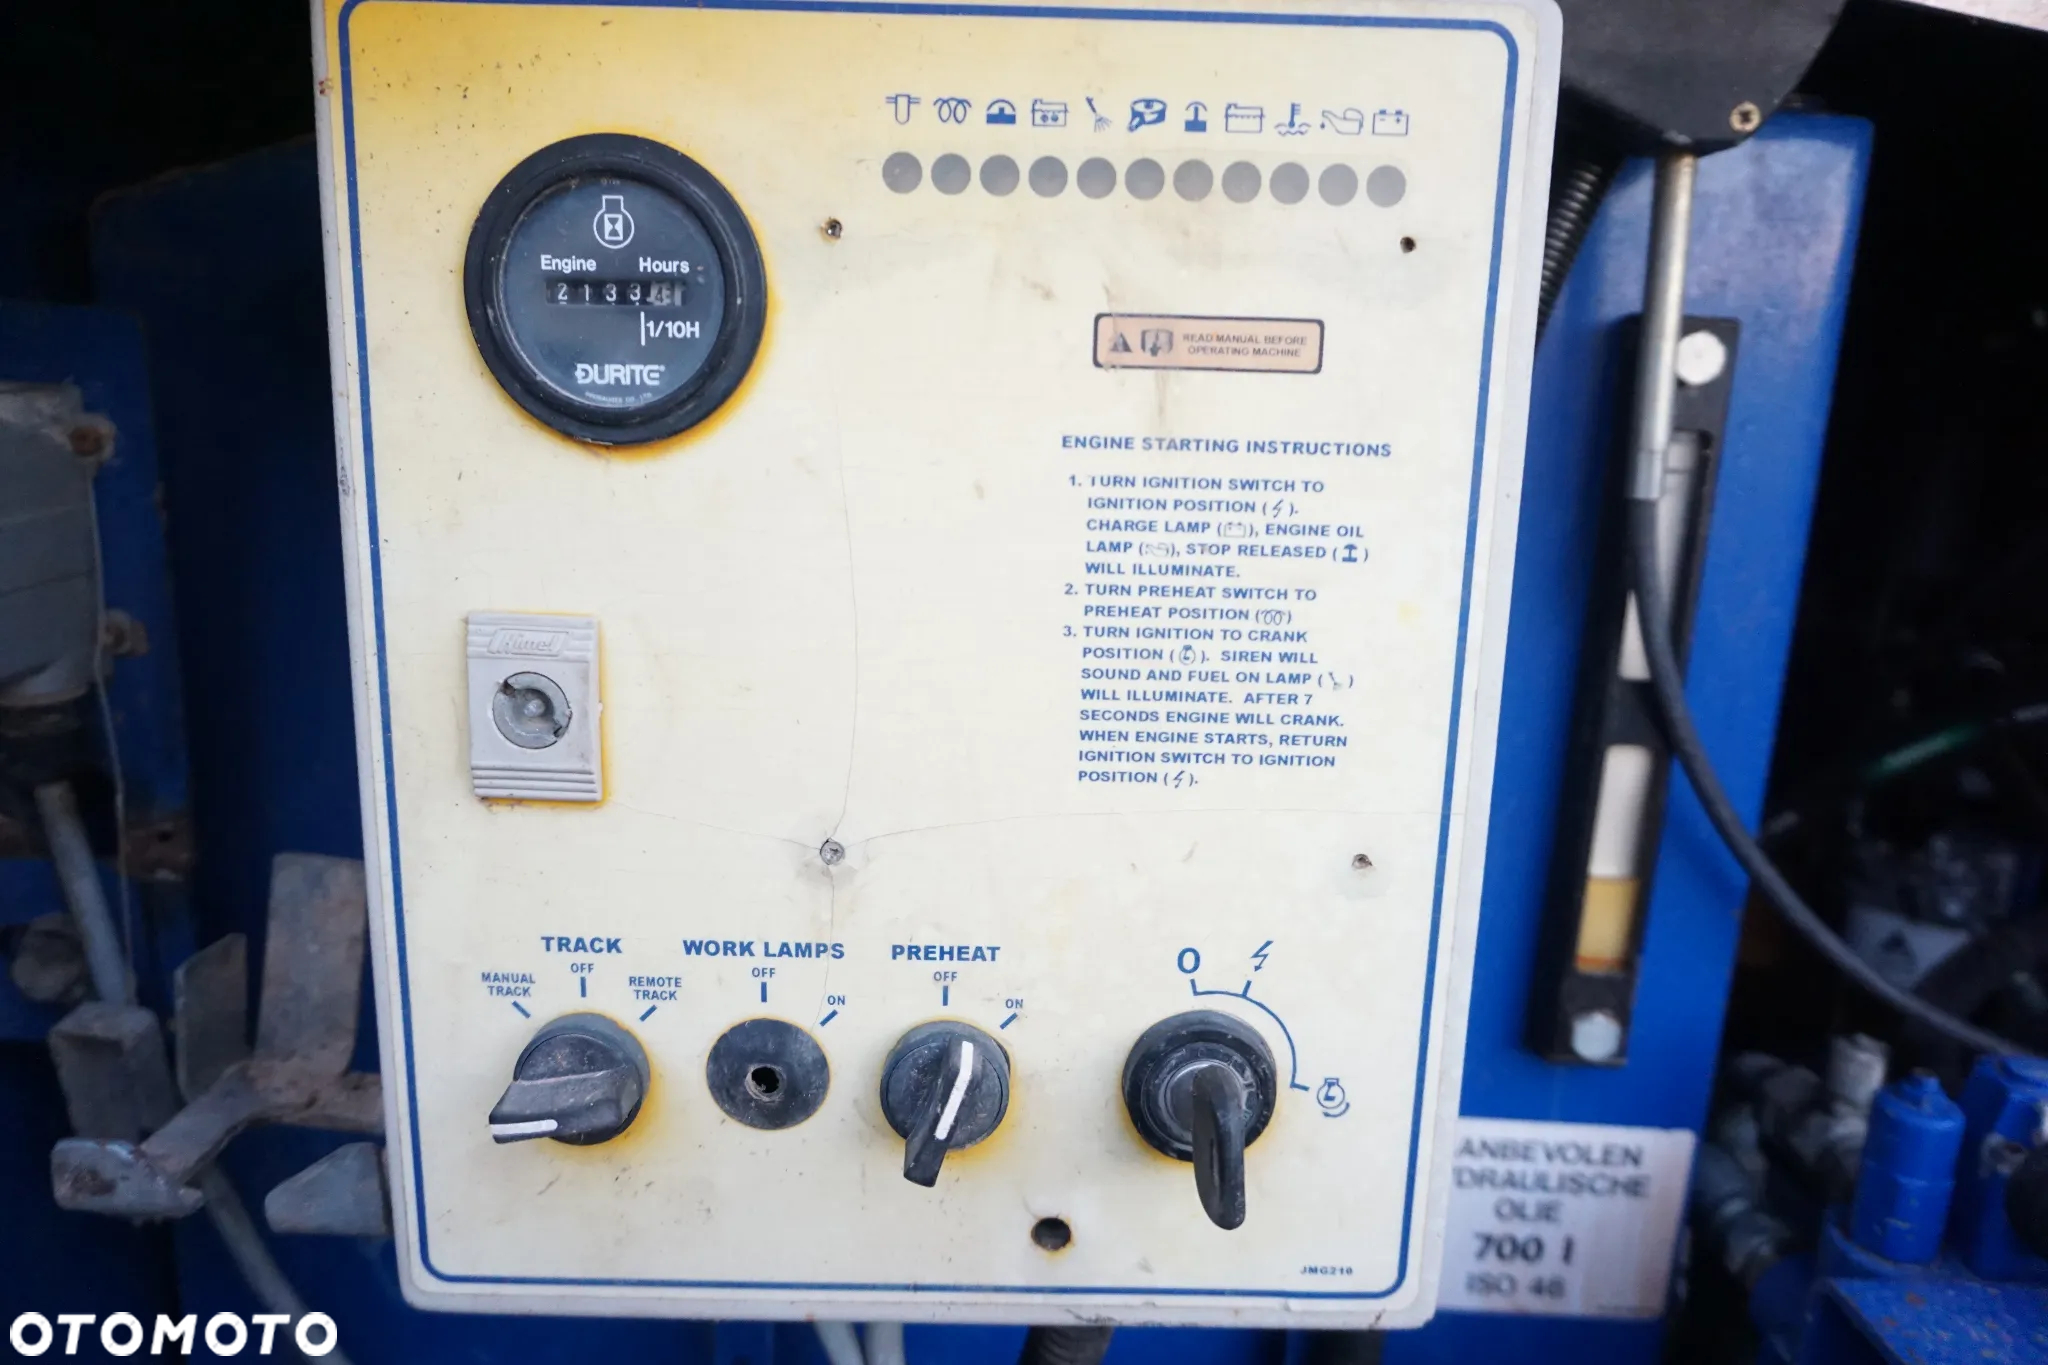 Engine Hours
2133
1/10H
DURITE
READ MANUAL BEFORE
OPERATING MACHINE
ENGINE STARTING INSTRUCTIONS
1. TURN IGNITION SWITCH TO
IGNITION POSITION ( ).
CHARGE LAMP ( ), ENGINE OIL
LAMP ( ), STOP RELEASED ( )
WILL ILLUMINATE.
2. TURN PREHEAT SWITCH TO
PREHEAT POSITION ( )
3. TURN IGNITION TO CRANK
POSITION ( ). SIREN WILL
SOUND AND FUEL ON LAMP ( )
WILL ILLUMINATE. AFTER 7
SECONDS ENGINE WILL CRANK.
WHEN ENGINE STARTS, RETURN
IGNITION SWITCH TO IGNITION
POSITION ( ).
Himel
TRACK
MANUAL
TRACK
OFF
REMOTE
TRACK
WORK LAMPS
OFF
ON
PREHEAT
OFF
ON
O
JMG210
ANBEVOLEN
DRAULISCHE
OLIE
700 l
ISO 46
OTOMOTO